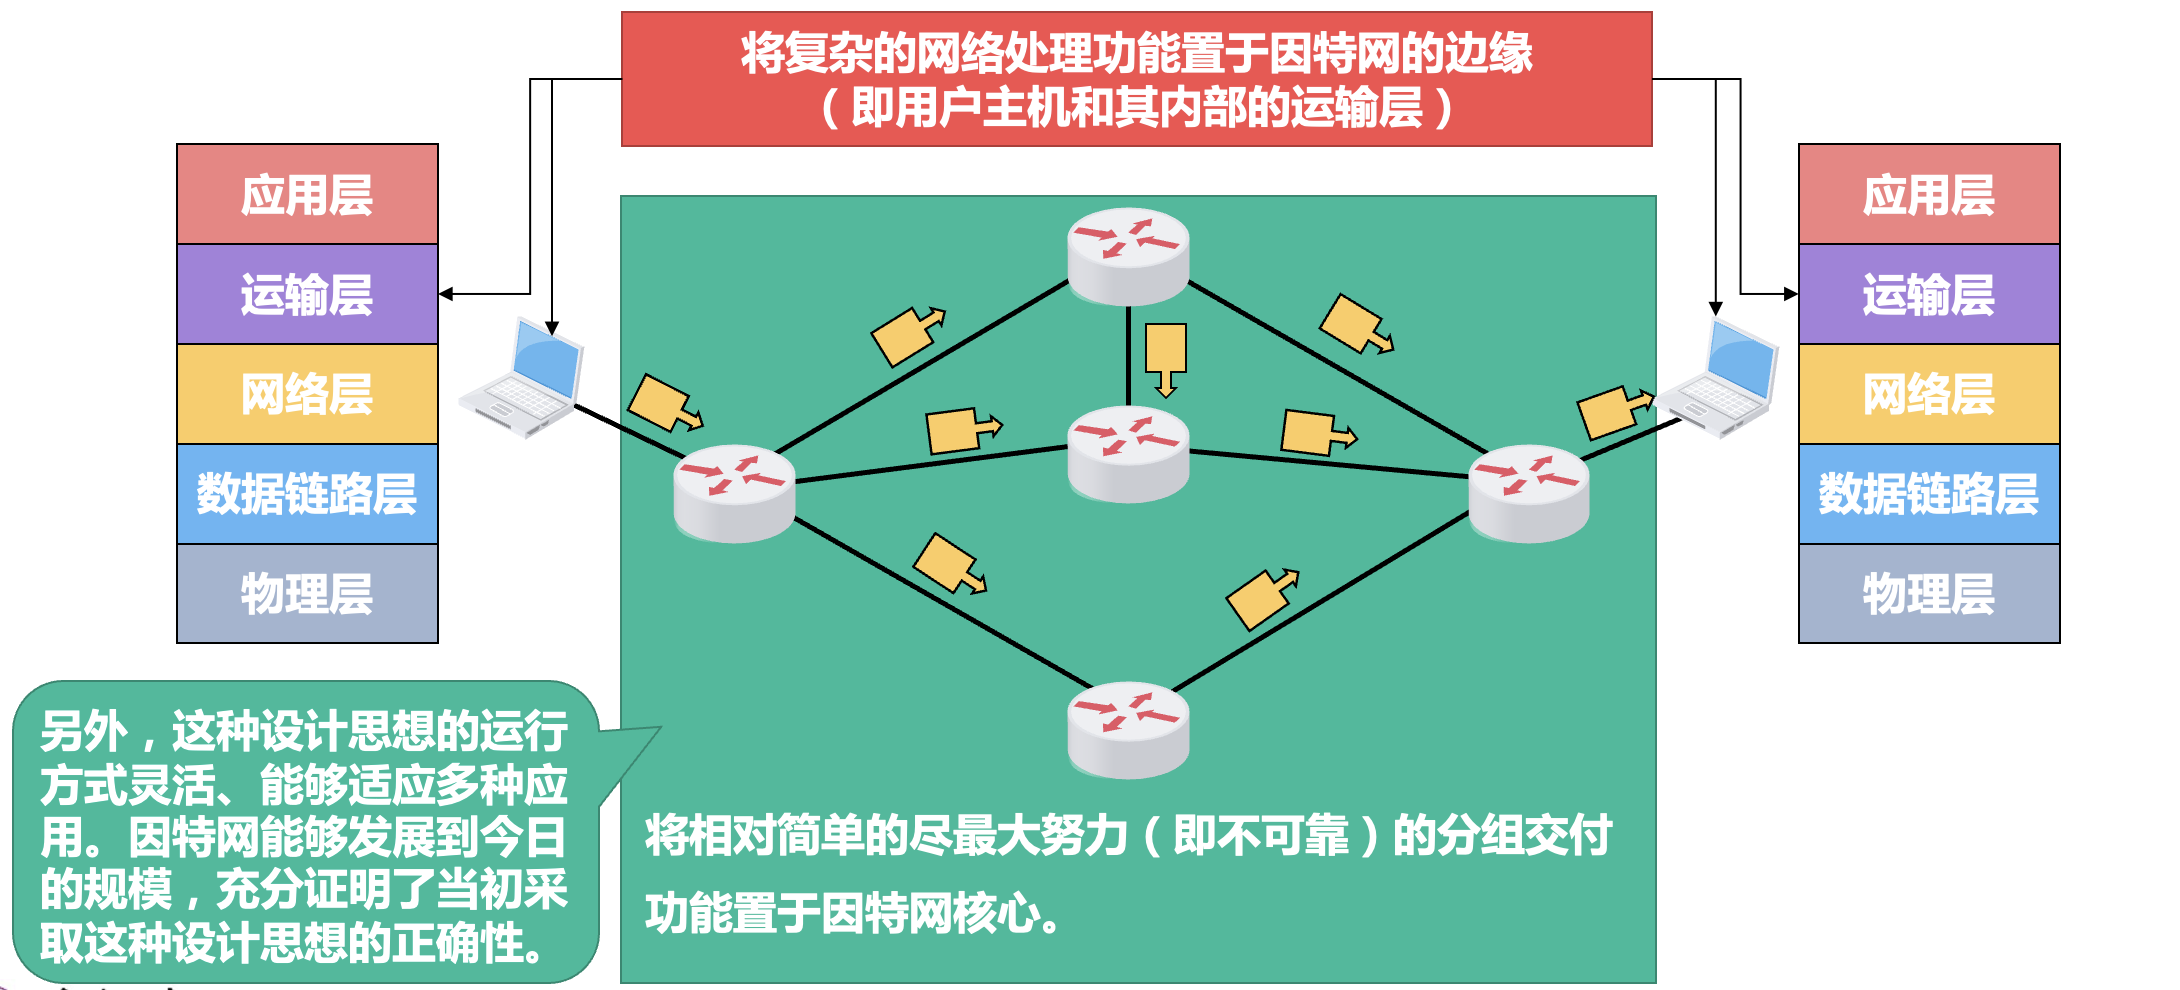 将复杂的网络处理功能置于因特网的边缘
（即用户主机和其内部的运输层）
应用层
运输层
网络层
数据链路层
物理层
应用层
运输层
网络层
数据链路层
物理层
另外，这种设计思想的运行
方式灵活、能够适应多种应
用。因特网能够发展到今日
的规模，充分证明了当初采
取这种设计思想的正确性。
将相对简单的尽最大努力（即不可靠）的分组交付
功能置于因特网核心。